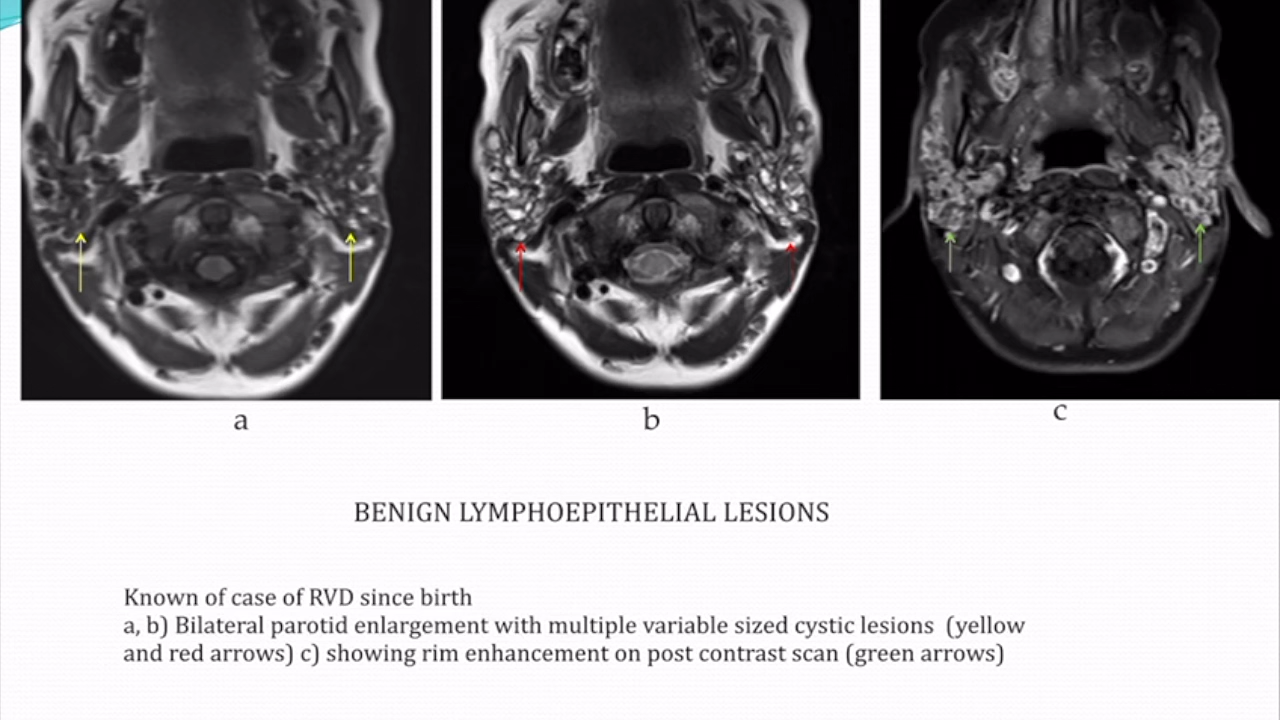 a
b
c
BENIGN LYMPHOEPITHELIAL LESIONS
Known of case of RVD since birth
a, b) Bilateral parotid enlargement with multiple variable sized cystic lesions (yellow
and red arrows) c) showing rim enhancement on post contrast scan (green arrows)